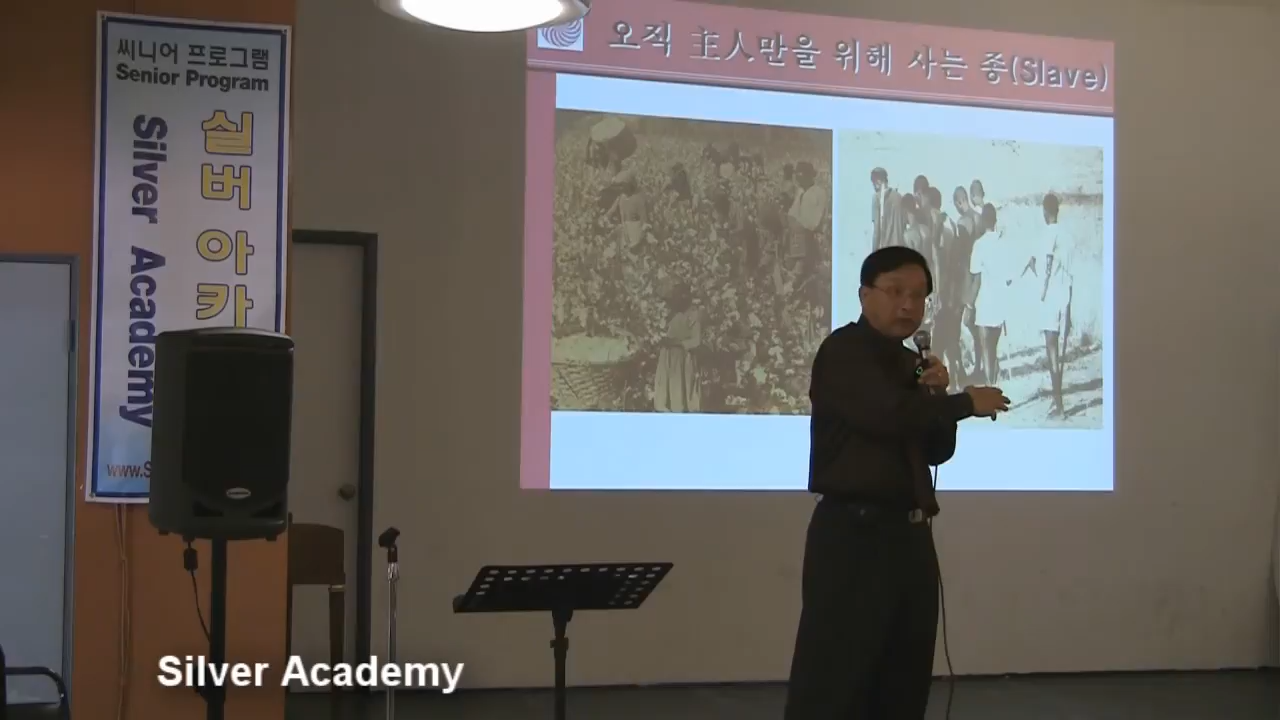 씨니어 프로그램
Senior Program
실버 아카
Silver Academy
www.S
오직 主人만을 위해 사는 종(Slave)
Silver Academy